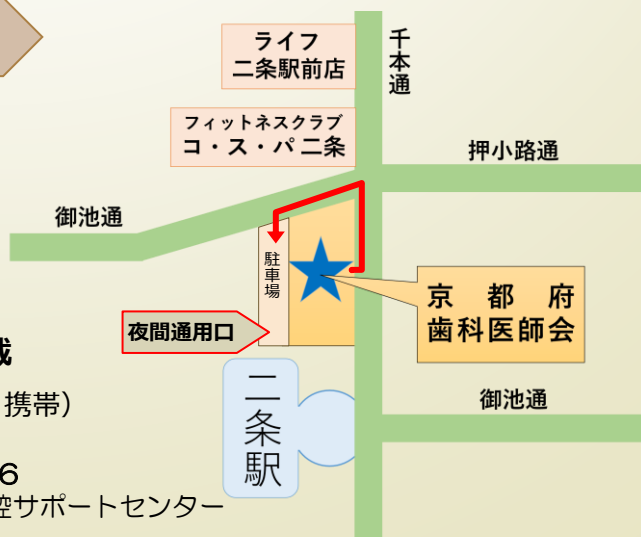 ライフ
二条駅前店
千本通
フィットネスクラブ
コ・ス・パ 二条
押小路通
御池通
駐車場
京都府
歯科医師会
夜間通用口
二条駅
御池通
携帯）
6
サポートセンター